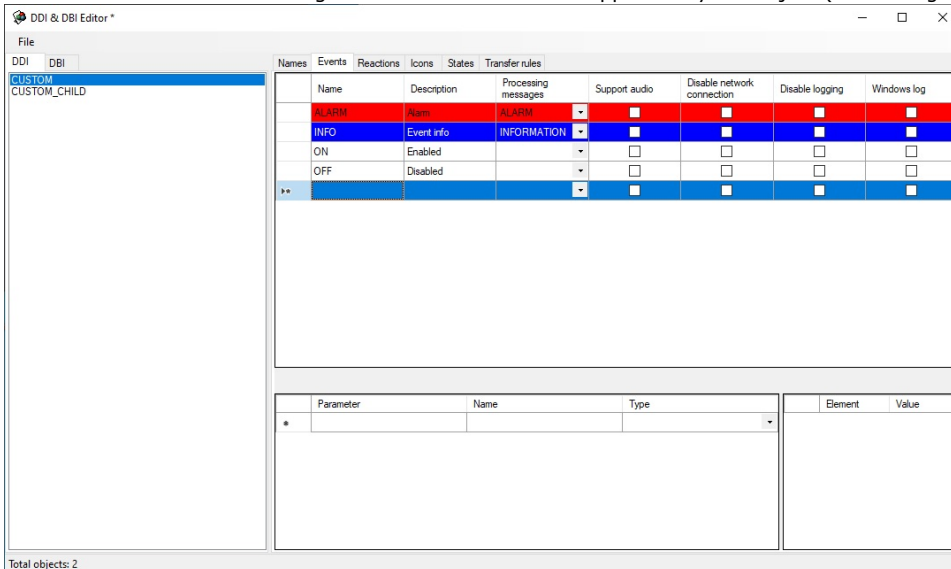 DDI & DBI Editor *
File
DDI DBI
CUSTOM
CUSTOM_CHILD
Names Events Reactions Icons States Transfer rules
Name Description Processing messages Support audio Disable network connection Disable logging Windows log
ALARM Alarm ALARM
INFO Event info INFORMATION
ON Enabled
OFF Disabled
Parameter Name Type
Element Value
Total objects: 2